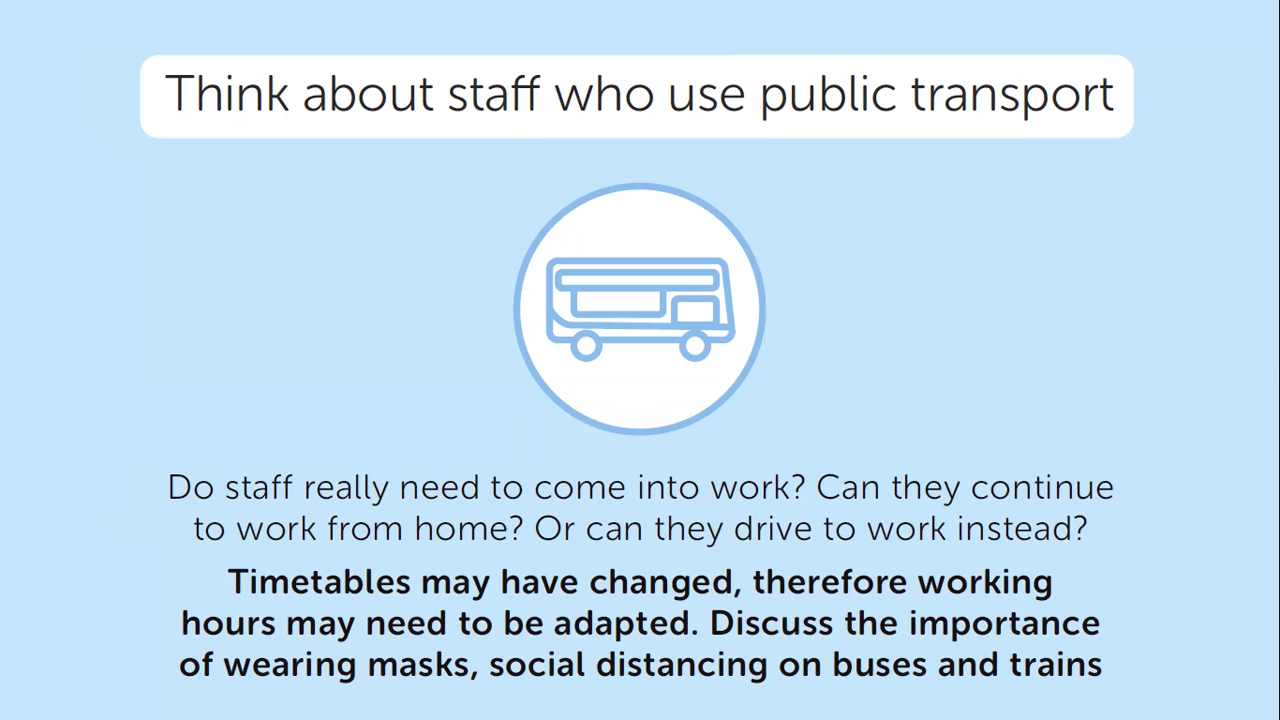 Think about staff who use public transport
Do staff really need to come into work? Can they continue
to work from home? Or can they drive to work instead?
Timetables may have changed, therefore working
hours may need to be adapted. Discuss the importance
of wearing masks, social distancing on buses and trains